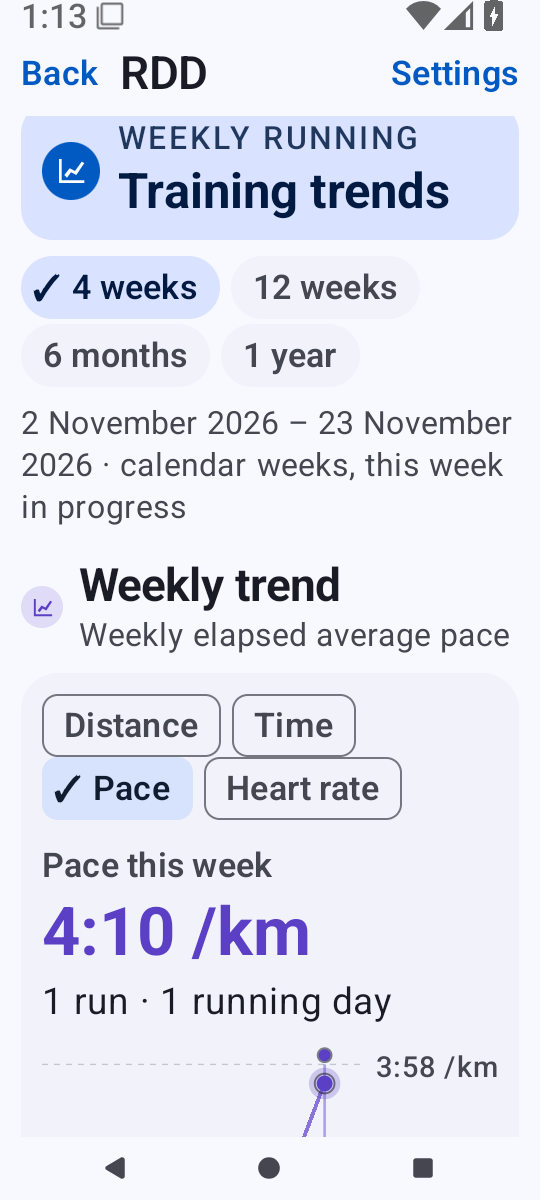 1:13
Back RDD Settings
WEEKLY RUNNING
Training trends
✓ 4 weeks 12 weeks
6 months 1 year
2 November 2026 – 23 November
2026 · calendar weeks, this week
in progress
Weekly trend
Weekly elapsed average pace
Distance Time
✓ Pace Heart rate
Pace this week
4:10 /km
1 run · 1 running day
3:58 /km